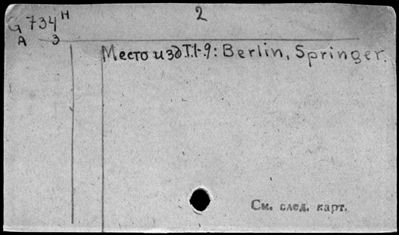 2
G 734 H
A 3
Место изд. Т.1-9: Berlin, Springer.
См. след. карт.